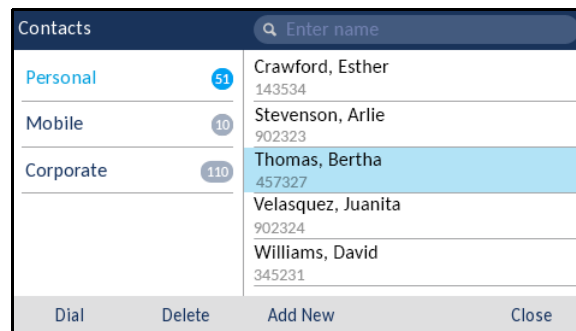 Contacts
Enter name
Personal 51
Mobile 10
Corporate 110
Crawford, Esther
143534
Stevenson, Arlie
902323
Thomas, Bertha
457327
Velasquez, Juanita
902324
Williams, David
345231
Dial Delete Add New Close